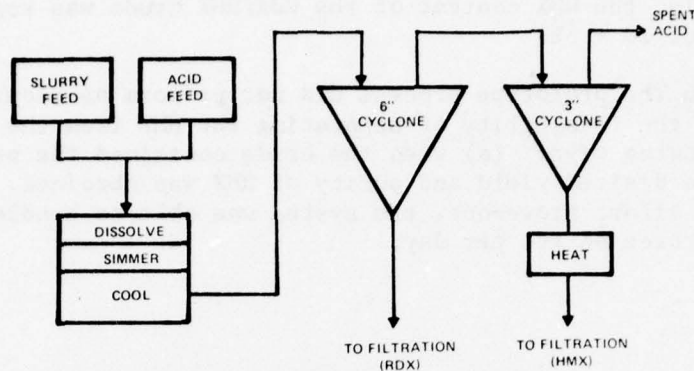 SPENT
ACID
SLURRY
FEED
ACID
FEED
6"
CYCLONE
3"
CYCLONE
DISSOLVE
SIMMER
COOL
HEAT
TO FILTRATION
(RDX)
TO FILTRATION
(HMX)